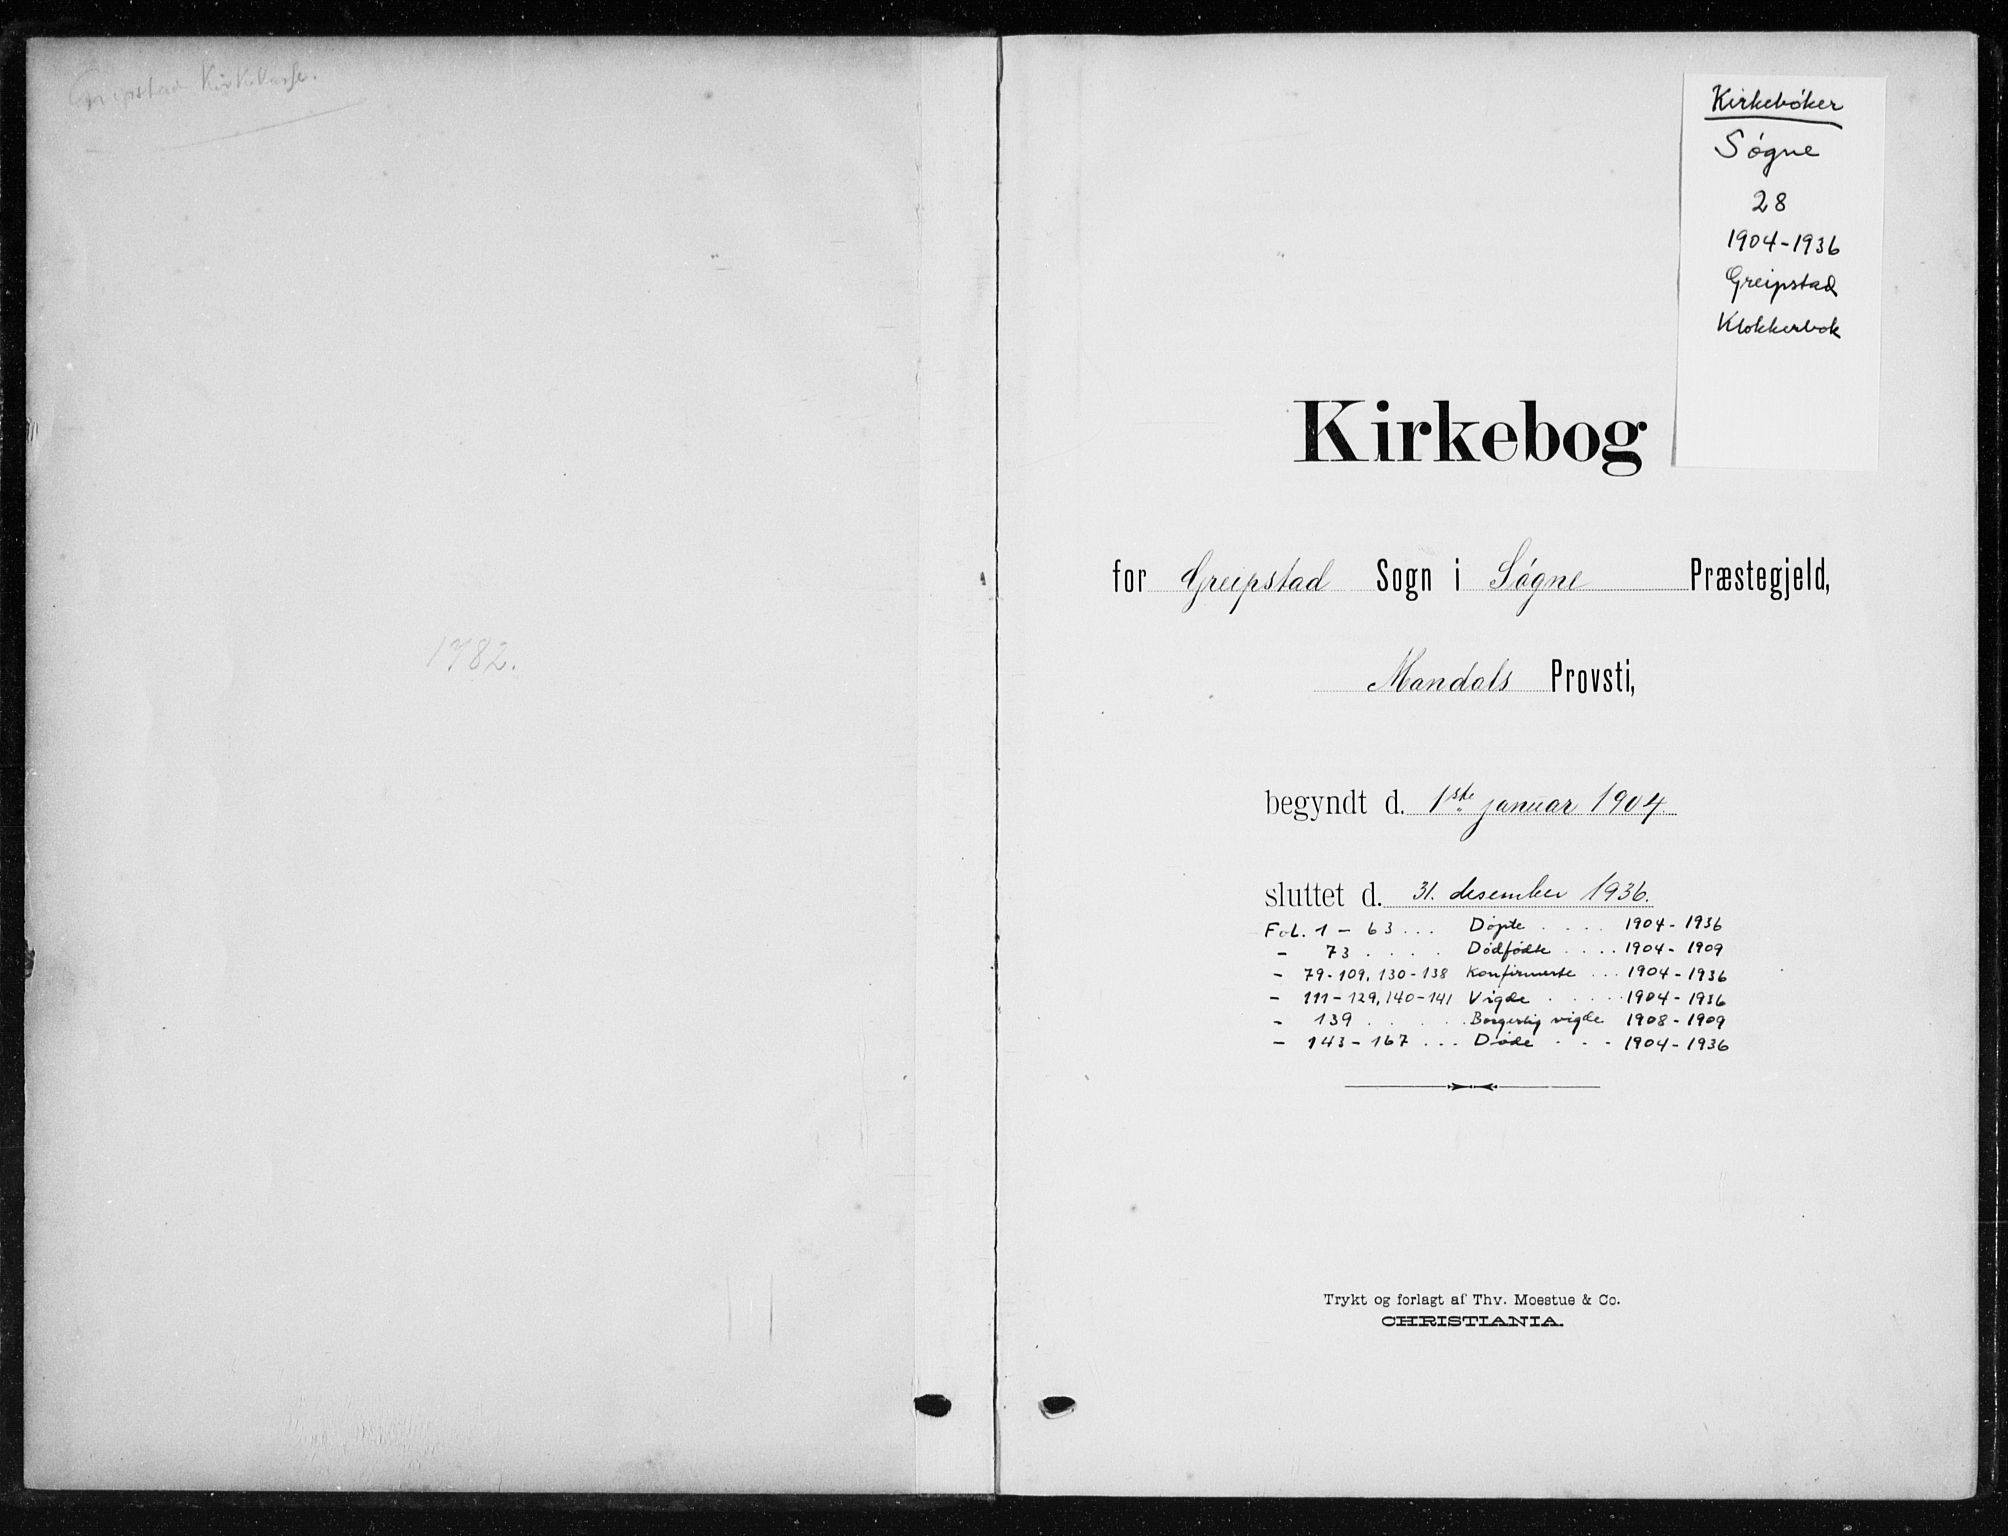 Greipstad Kirke
1782.
Kirkebøker
Søgne
28
1904-1936
Greipstad
Klokkerbok
Kirkebog
for Greipstad Sogn i Søgne Præstegjeld,
Mandals Provsti,
begyndt d. 1ste januar 1904.
sluttet d. 31. desember 1936.
Fol. 1 - 63 ... Døpte .... 1904-1936
- 73 .... Dødfødte .... 1904-1909
- 79-109, 130-138 Konfirmerte ... 1904-1936
- 111-129, 140-141 Vigde ..... 1904-1936
- 139 ..... Borgerlig vigde 1908-1909
- 143-167 ... Døde ... 1904-1936
Trykt og forlagt af Thv. Moestue & Co.
CHRISTIANIA.